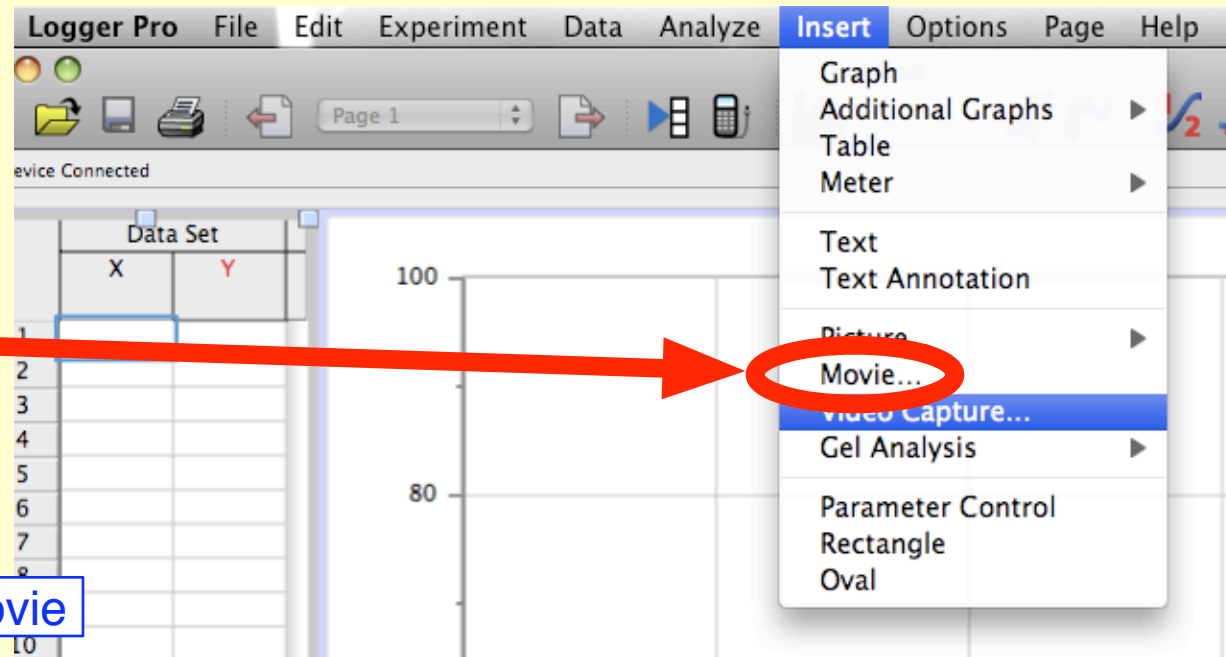 Logger Pro File Edit Experiment Data Analyze Insert Options Page Help
Page 1
evice Connected
Data Set
X Y
1
2
3
4
5
6
7
8
10
100
80
Graph
Additional Graphs
Table
Meter
Text
Text Annotation
Picture
Movie...
Video Capture...
Gel Analysis
Parameter Control
Rectangle
Oval
ovie